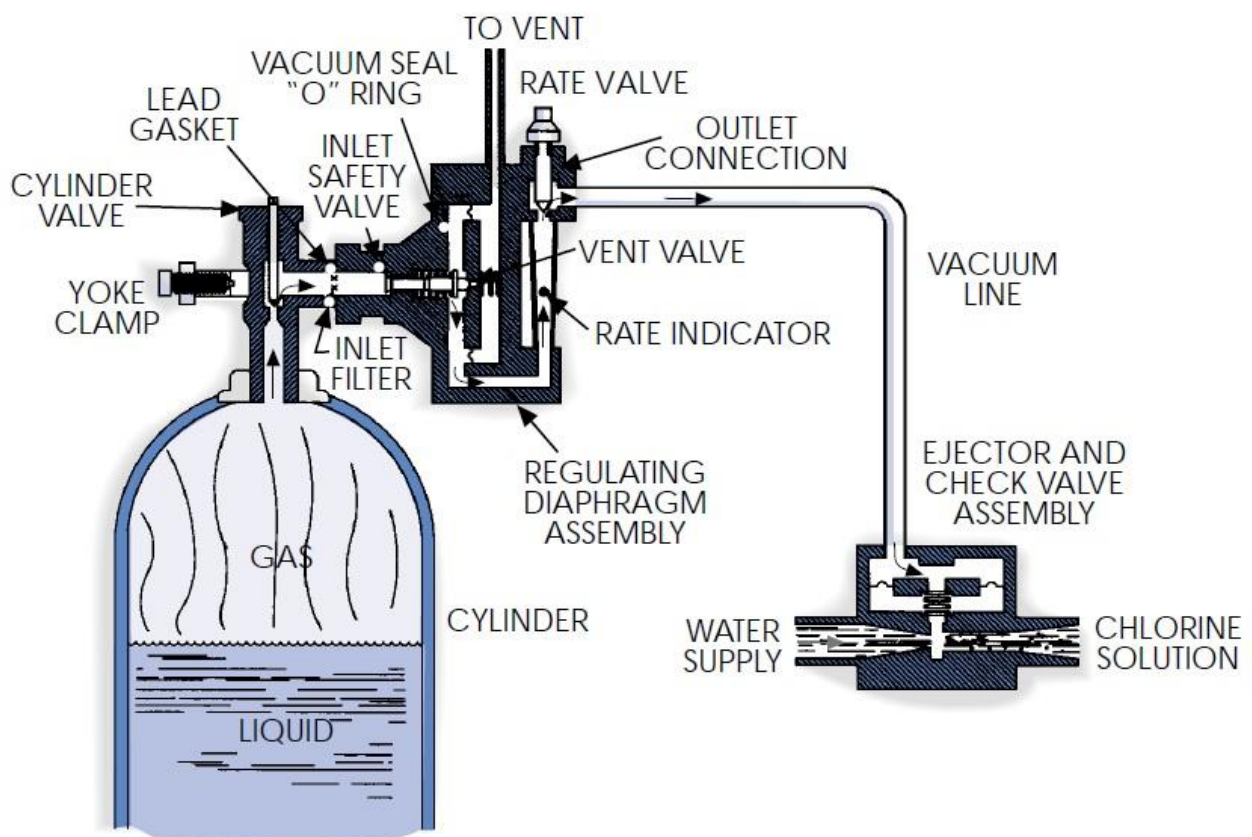 TO VENT
VACUUM SEAL
“O” RING
RATE VALVE
LEAD
GASKET
OUTLET
CONNECTION
INLET
SAFETY
VALVE
CYLINDER
VALVE
VENT VALVE
VACUUM
LINE
YOKE
CLAMP
RATE INDICATOR
INLET
FILTER
REGULATING
DIAPHRAGM
ASSEMBLY
EJECTOR AND
CHECK VALVE
ASSEMBLY
GAS
CYLINDER
WATER
SUPPLY
CHLORINE
SOLUTION
LIQUID